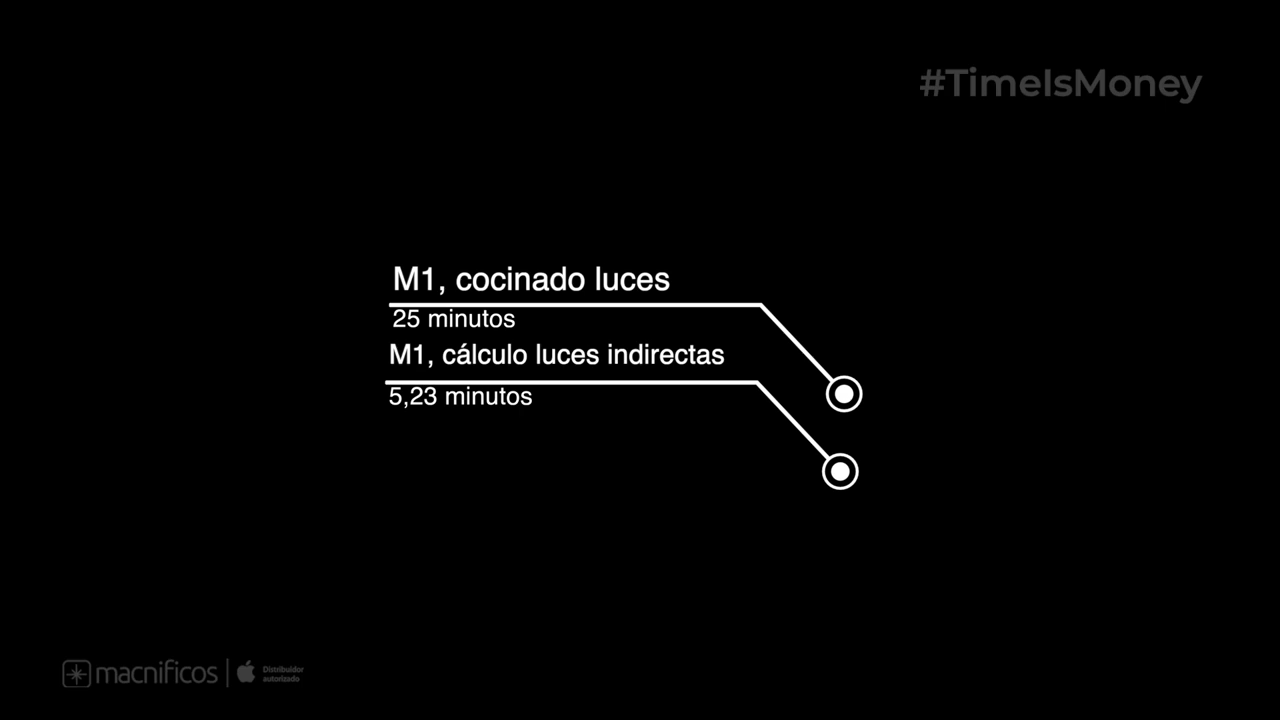 #TimeIsMoney
M1, cocinado luces
25 minutos
M1, cálculo luces indirectas
5,23 minutos
macnificos
Distribuidor
autorizado